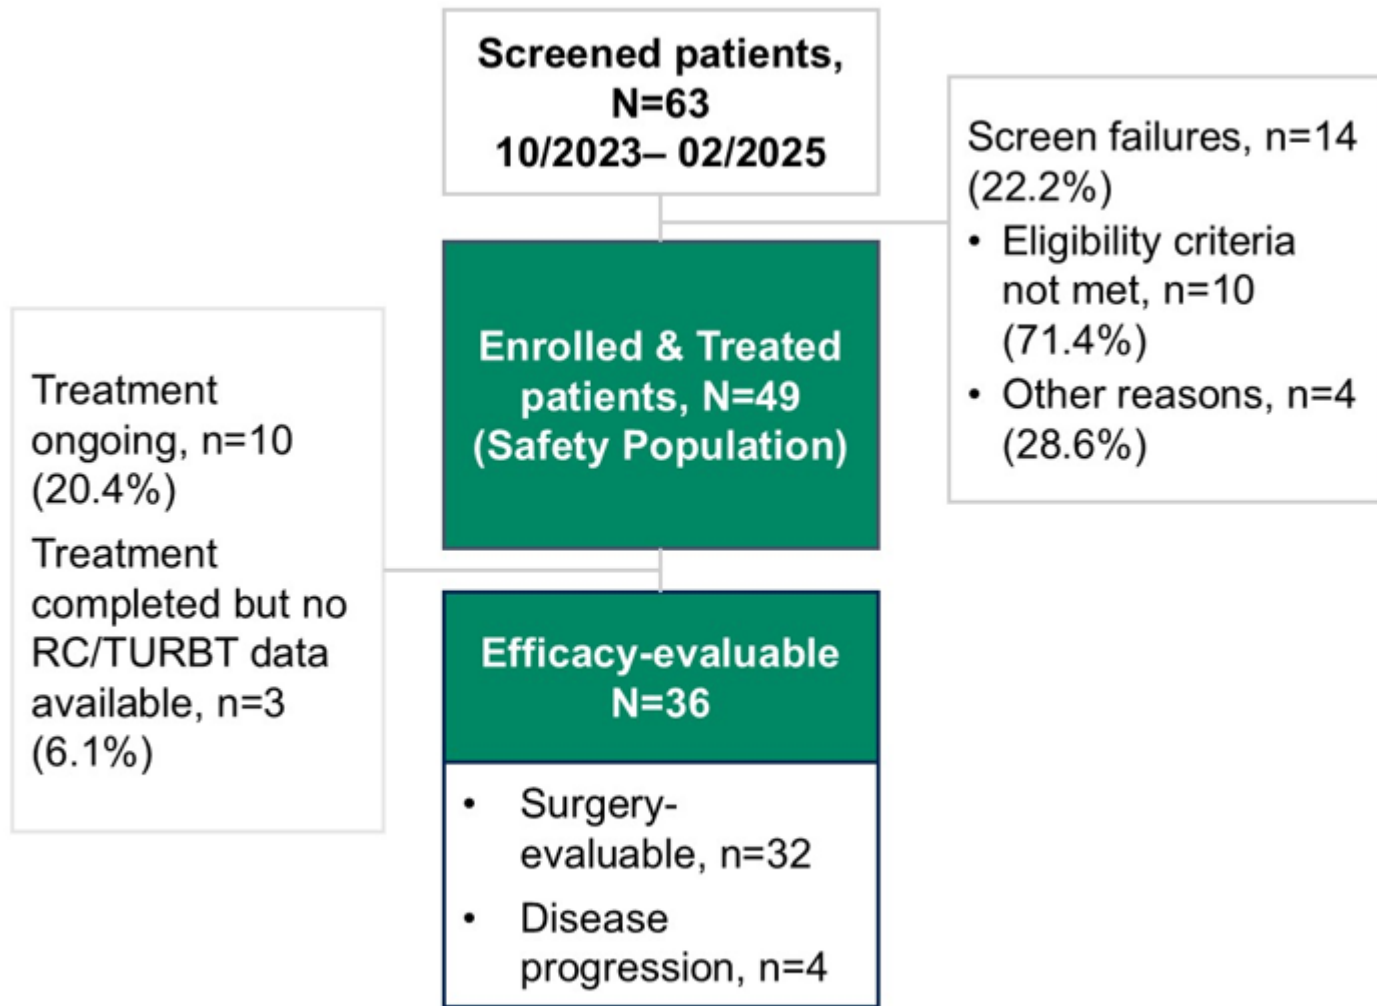 Screened patients,
N=63
10/2023– 02/2025
Screen failures, n=14
(22.2%)
• Eligibility criteria
not met, n=10
(71.4%)
• Other reasons, n=4
(28.6%)
Enrolled & Treated
patients, N=49
(Safety Population)
Treatment
ongoing, n=10
(20.4%)
Treatment
completed but no
RC/TURBT data
available, n=3
(6.1%)
Efficacy-evaluable
N=36
• Surgery-
evaluable, n=32
• Disease
progression, n=4